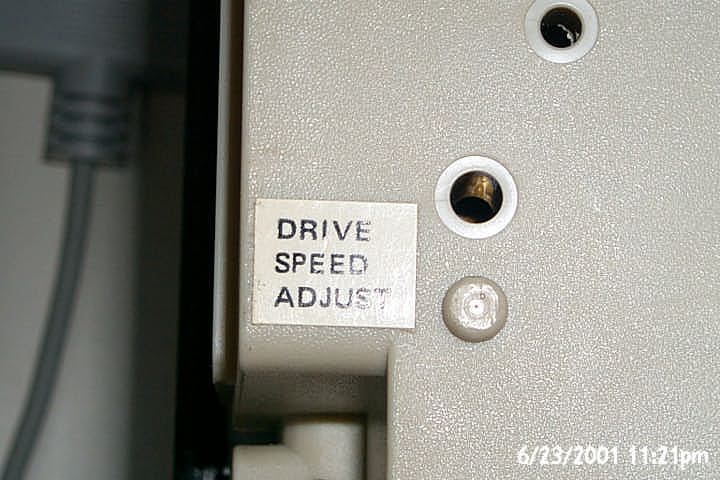 DRIVE
SPEED
ADJUST
6/23/2001 11:21pm